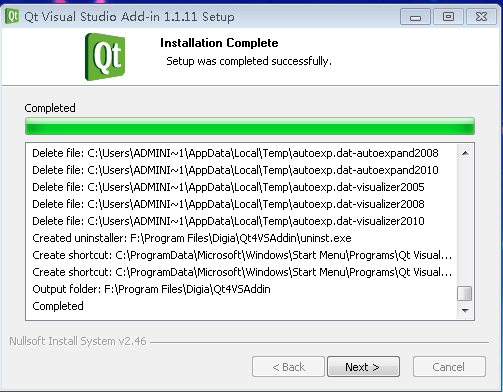 Qt Visual Studio Add-in 1.1.11 Setup
Qt
Installation Complete
Setup was completed successfully.
Completed
Delete file: C:\Users\ADMINI~1\AppData\Local\Temp\autoexp.dat-autoexpand2008
Delete file: C:\Users\ADMINI~1\AppData\Local\Temp\autoexp.dat-autoexpand2010
Delete file: C:\Users\ADMINI~1\AppData\Local\Temp\autoexp.dat-visualizer2005
Delete file: C:\Users\ADMINI~1\AppData\Local\Temp\autoexp.dat-visualizer2008
Delete file: C:\Users\ADMINI~1\AppData\Local\Temp\autoexp.dat-visualizer2010
Created uninstaller: F:\Program Files\Digia\Qt4VSAddin\uninst.exe
Create shortcut: C:\ProgramData\Microsoft\Windows\Start Menu\Programs\Qt Visual...
Create shortcut: C:\ProgramData\Microsoft\Windows\Start Menu\Programs\Qt Visual...
Output folder: F:\Program Files\Digia\Qt4VSAddin
Completed
Nullsoft Install System v2.46
< Back Next > Cancel